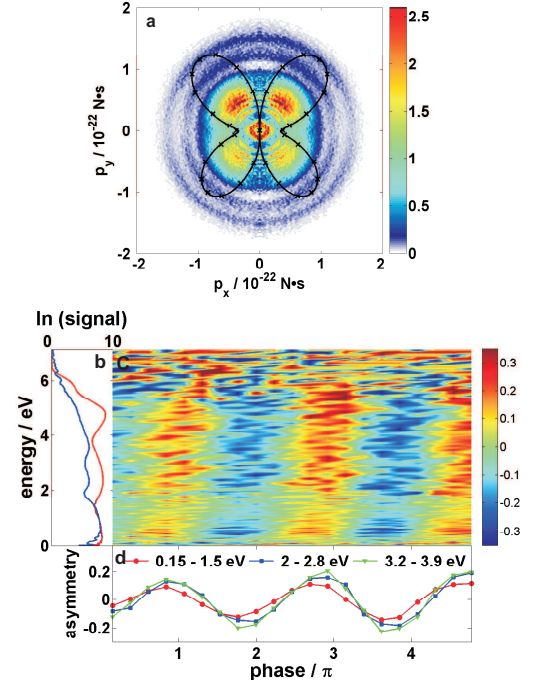 a
2
1
0
-1
-2
p_y / 10^-22 N•s
-2 -1 0 1 2
p_x / 10^-22 N•s
2.5
2
1.5
1
0.5
0
ln (signal)
0 10
b c
6
4
2
0
energy / eV
0.3
0.2
0.1
0
-0.1
-0.2
-0.3
d 0.15 - 1.5 eV 2 - 2.8 eV 3.2 - 3.9 eV
asymmetry
0.2
-0.2
1 2 3 4
phase / π